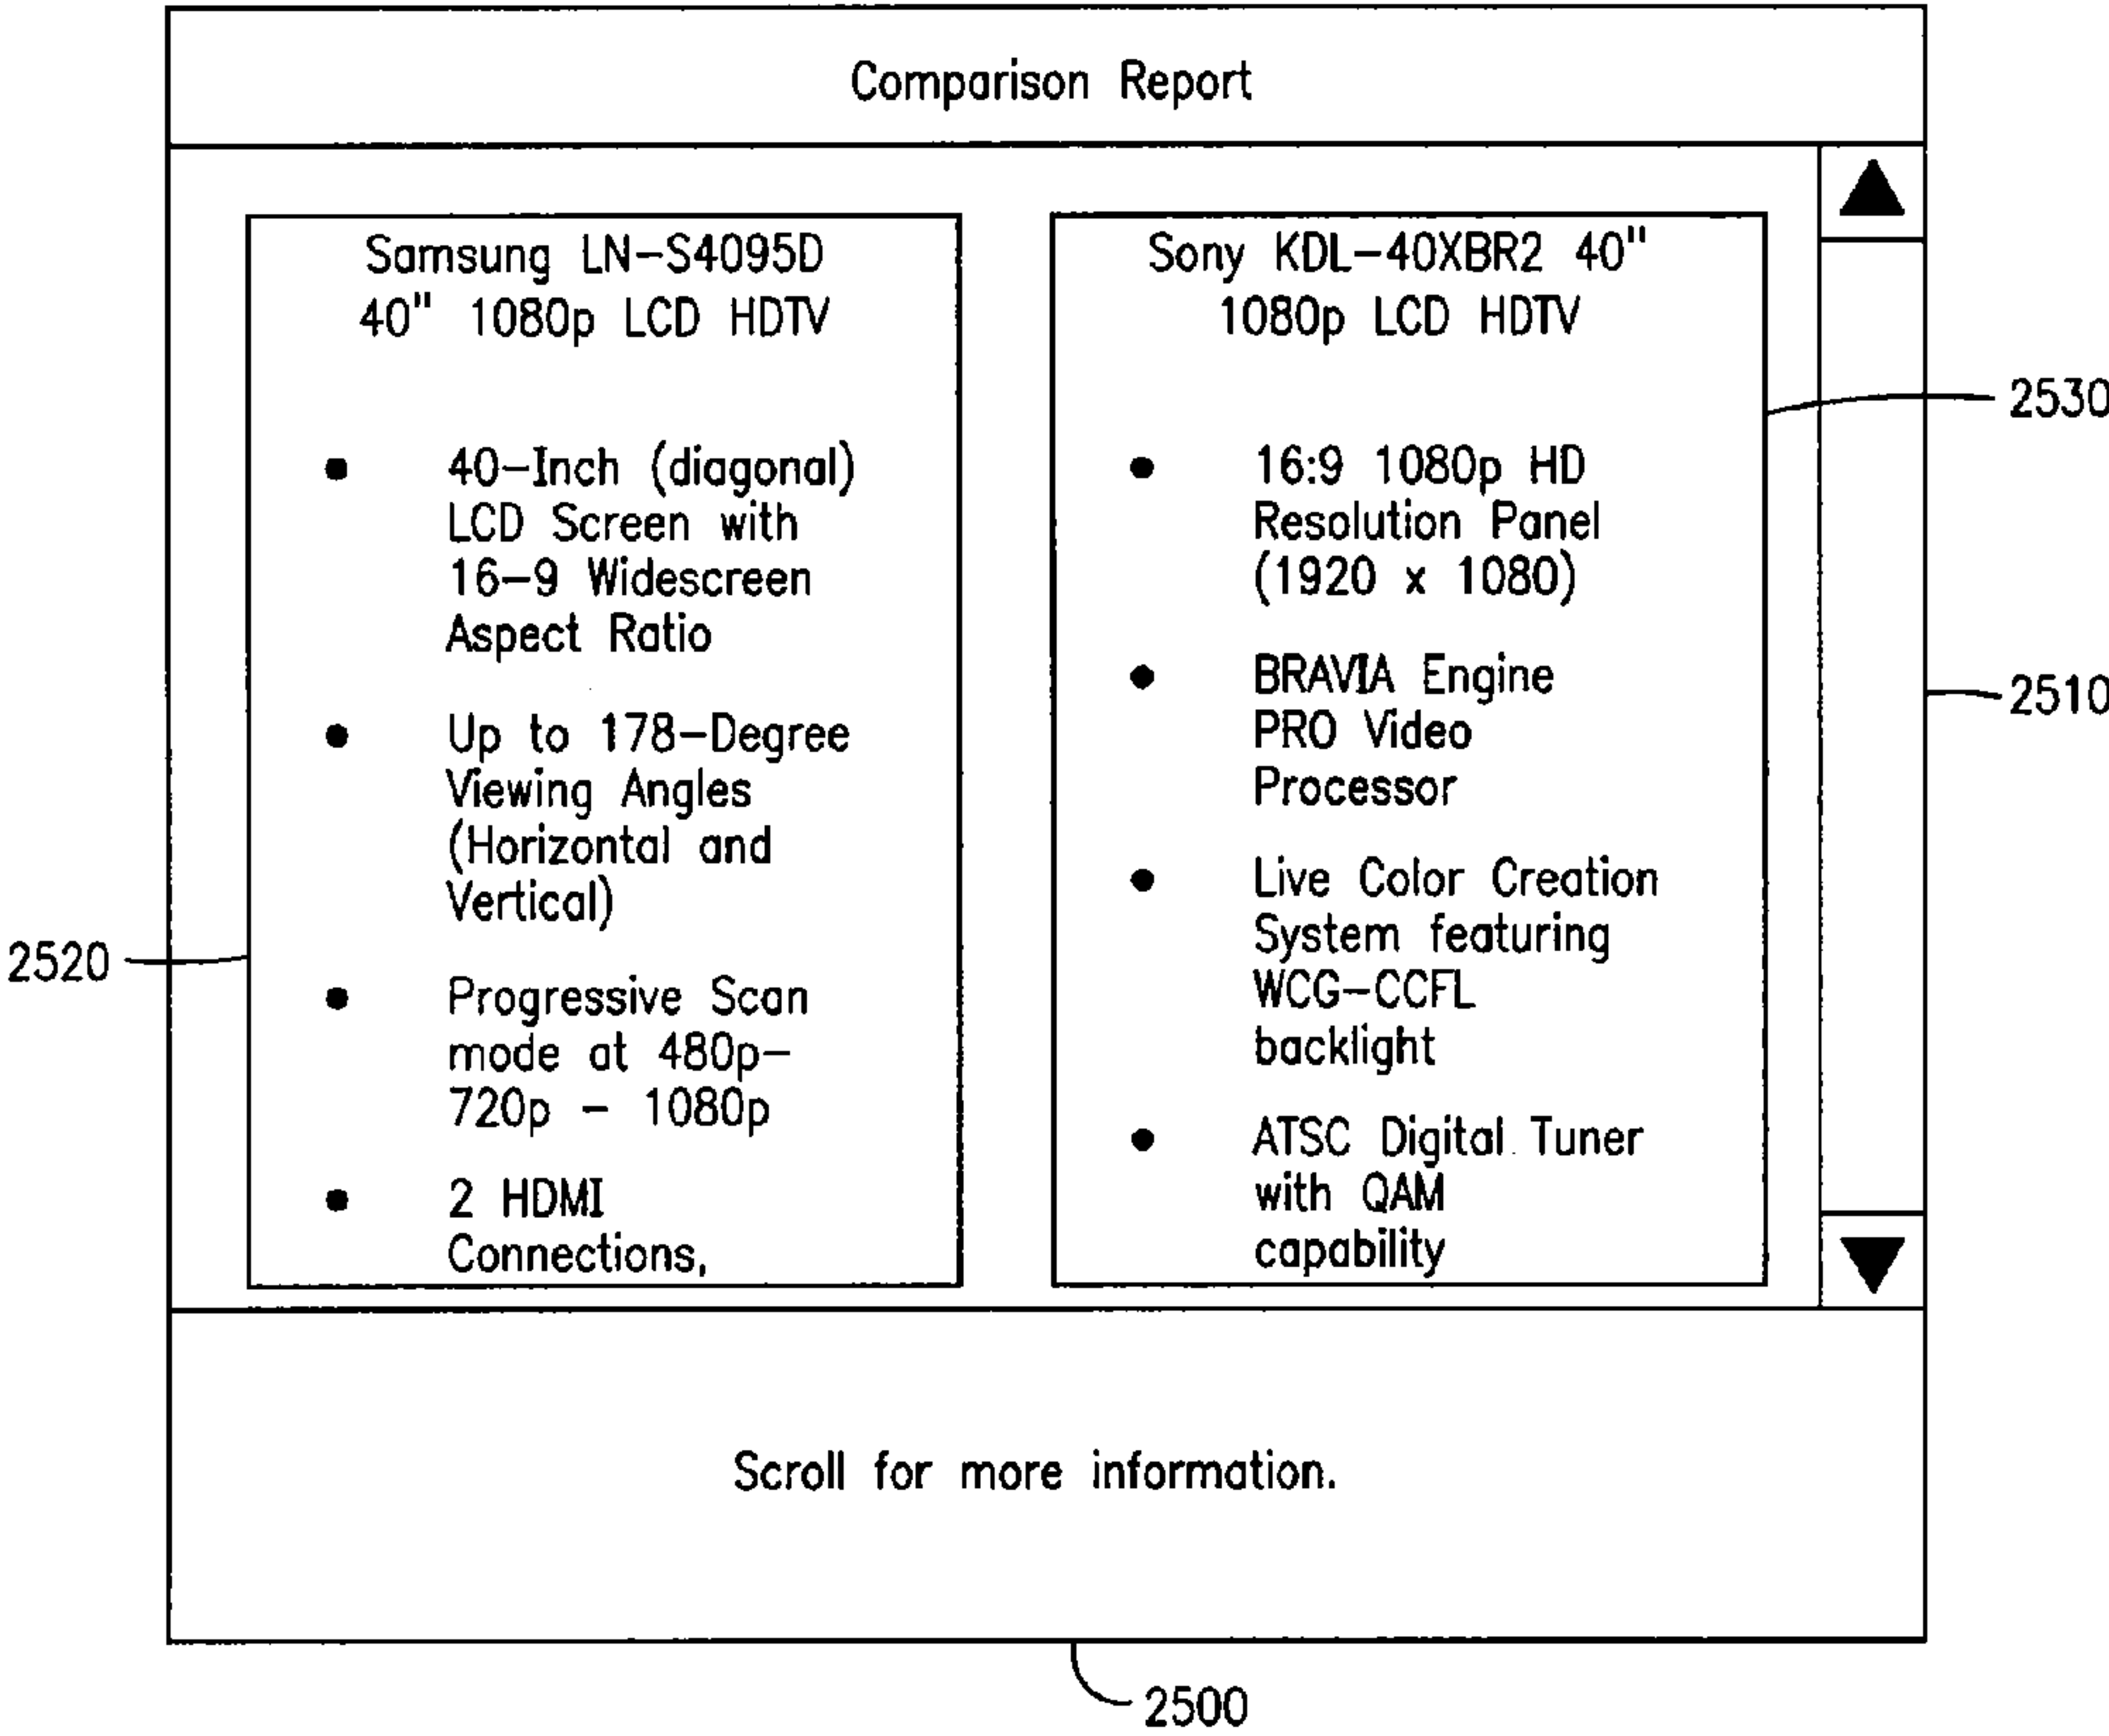 Comparison Report
Samsung LN-S4095D
40" 1080p LCD HDTV
● 40-Inch (diagonal)
LCD Screen with
16-9 Widescreen
Aspect Ratio
● Up to 178-Degree
Viewing Angles
(Horizontal and
Vertical)
● Progressive Scan
mode at 480p-
720p - 1080p
● 2 HDMI
Connections,
Sony KDL-40XBR2 40"
1080p LCD HDTV
● 16:9 1080p HD
Resolution Panel
(1920 x 1080)
● BRAVIA Engine
PRO Video
Processor
● Live Color Creation
System featuring
WCG-CCFL
backlight
● ATSC Digital Tuner
with QAM
capability
2530
2510
2520
Scroll for more information.
2500